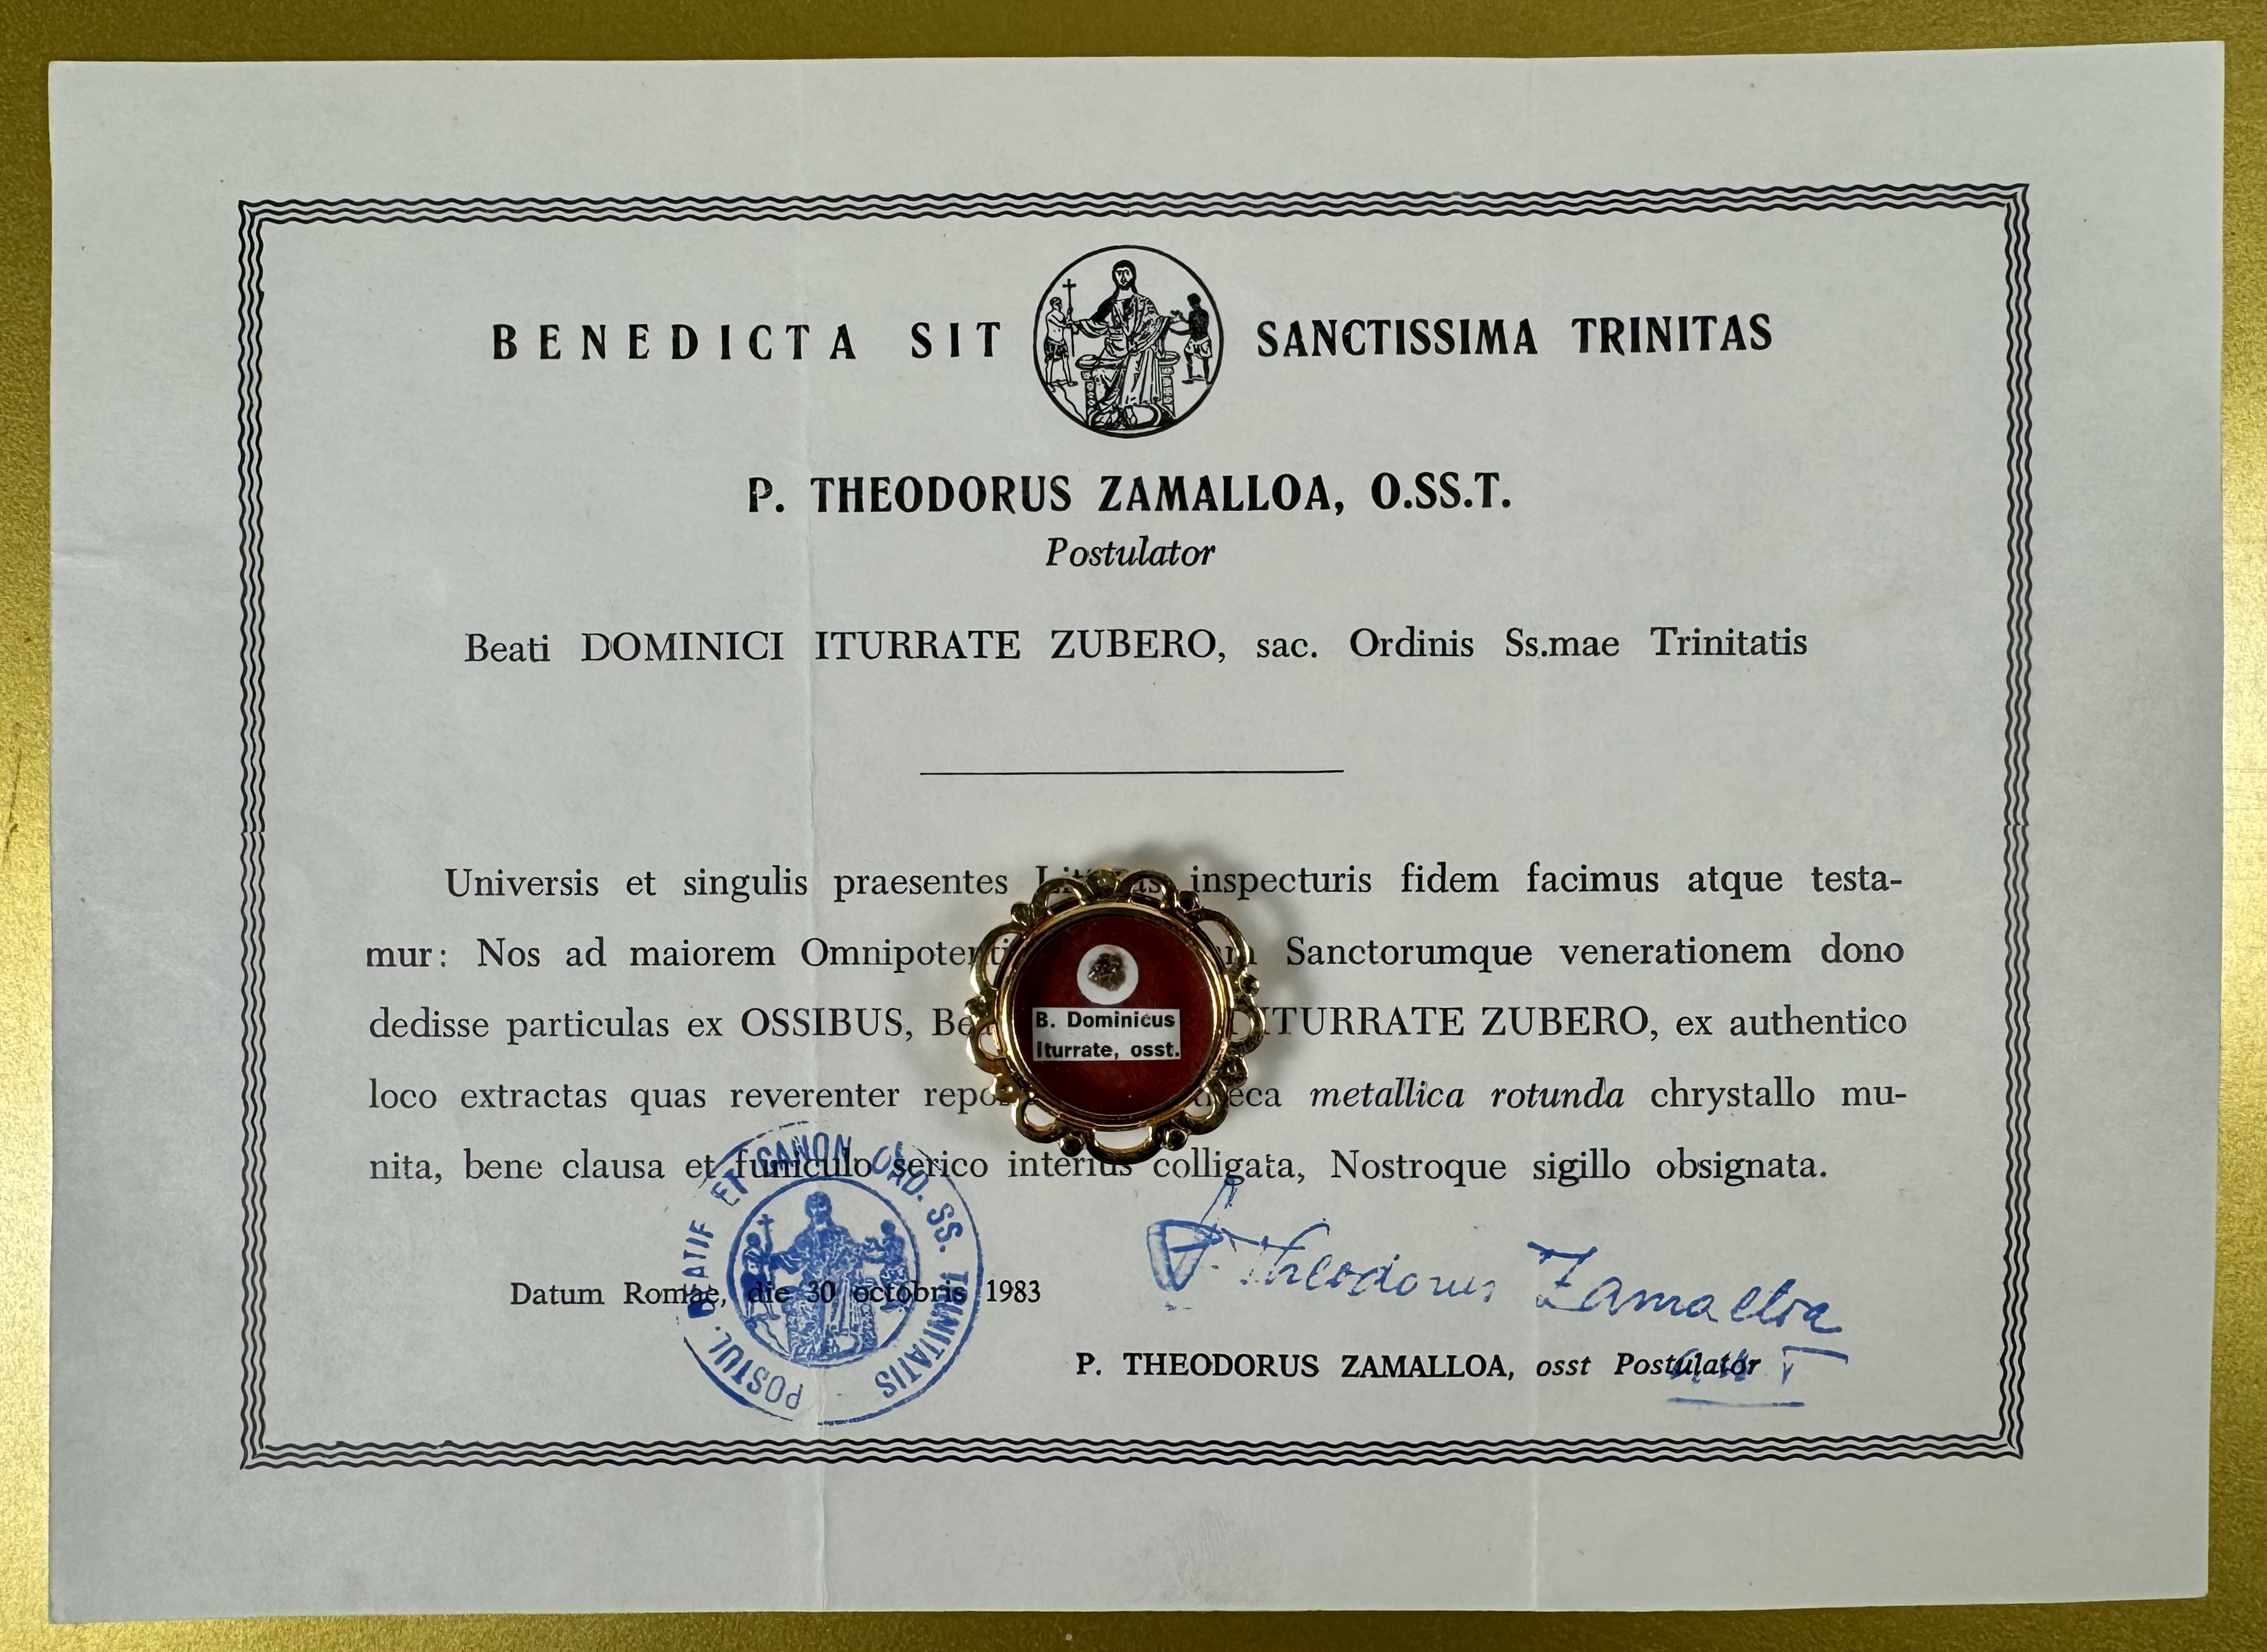 BENEDICTA SIT SANCTISSIMA TRINITAS
P. THEODORUS ZAMALLOA, O.SS.T.
Postulator
Beati DOMINICI ITURRATE ZUBERO, sac. Ordinis Ss.mae Trinitatis
Universis et singulis praesentes inspecturis fidem facimus atque testa-
mur: Nos ad maiorem Sanctorumque venerationem dono
dedisse particulas ex OSSIBUS, ITURRATE ZUBERO, ex authentico
loco extractas quas reverenter metallica rotunda chrystallo mu-
nita, bene clausa et funiculo serico interius colligata, Nostroque sigillo obsignata.
B. Dominicus
Iturrate, osst.
POSTUL. BEATIF ET CANON. ORD. SS. TRINITATIS
Datum Romae, die 30 octobris 1983
P. Theodorus Zamalloa
P. THEODORUS ZAMALLOA, osst Postulator